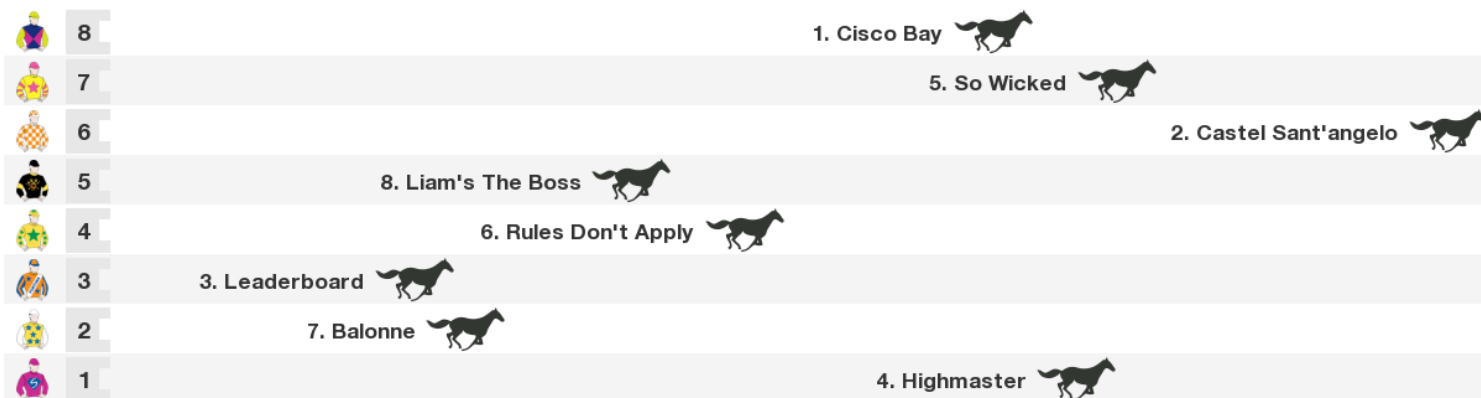 8 1. Cisco Bay
7 5. So Wicked
6 2. Castel Sant'angelo
5 8. Liam's The Boss
4 6. Rules Don't Apply
3 3. Leaderboard
2 7. Balonne
1 4. Highmaster